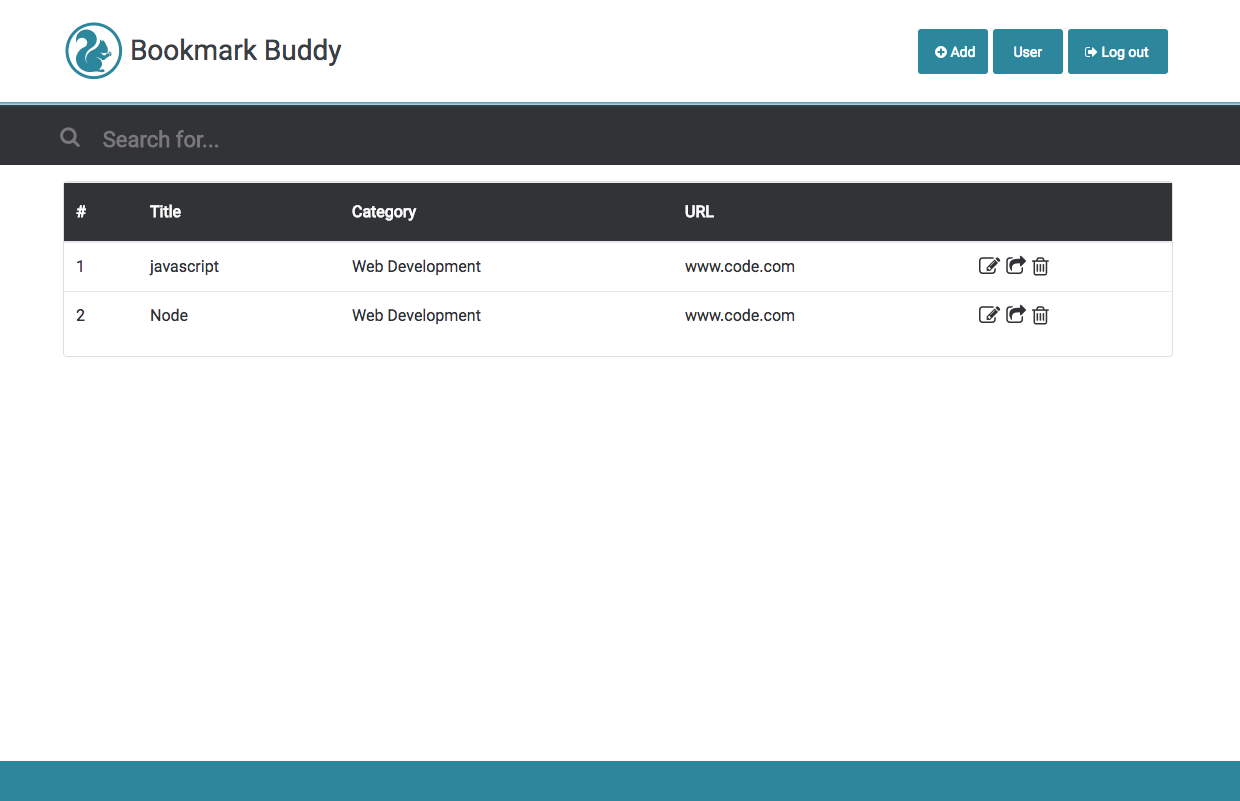 Bookmark Buddy
Add User Log out
Search for...
# Title Category URL
1 javascript Web Development www.code.com
2 Node Web Development www.code.com